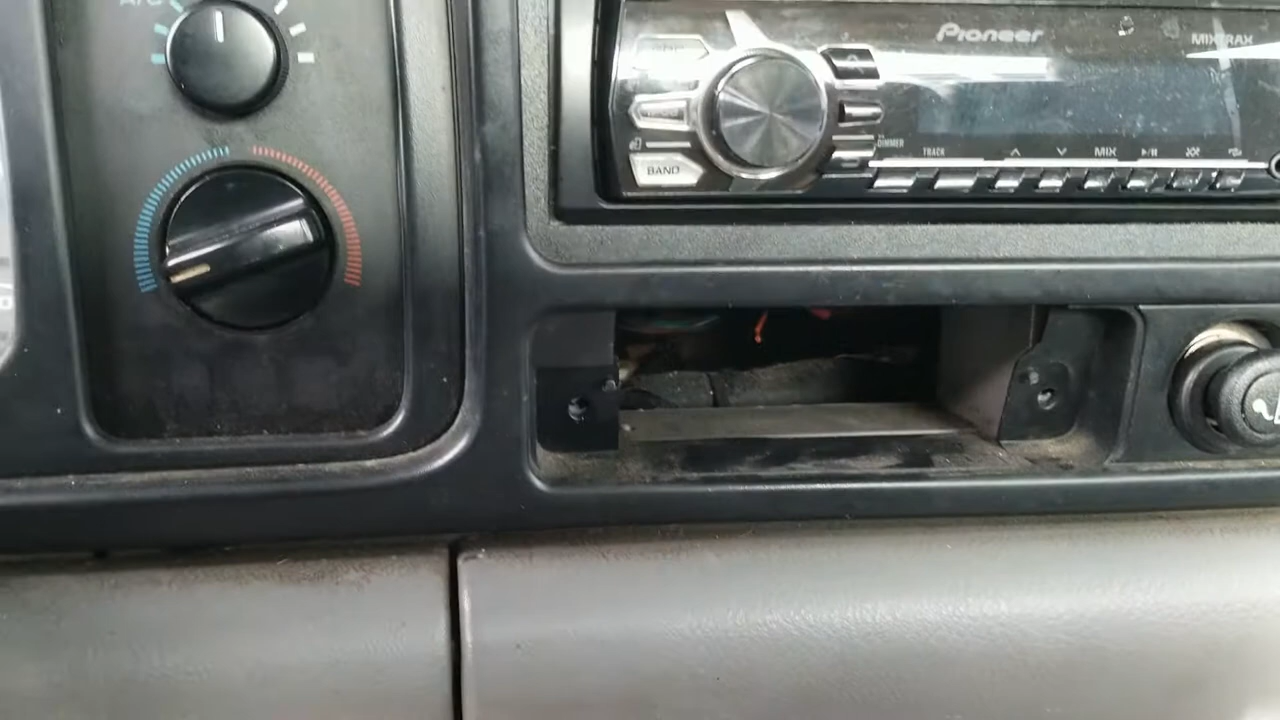 A/C
Pioneer
MIXTRAX
DIMMER
TRACK
MIX
BAND